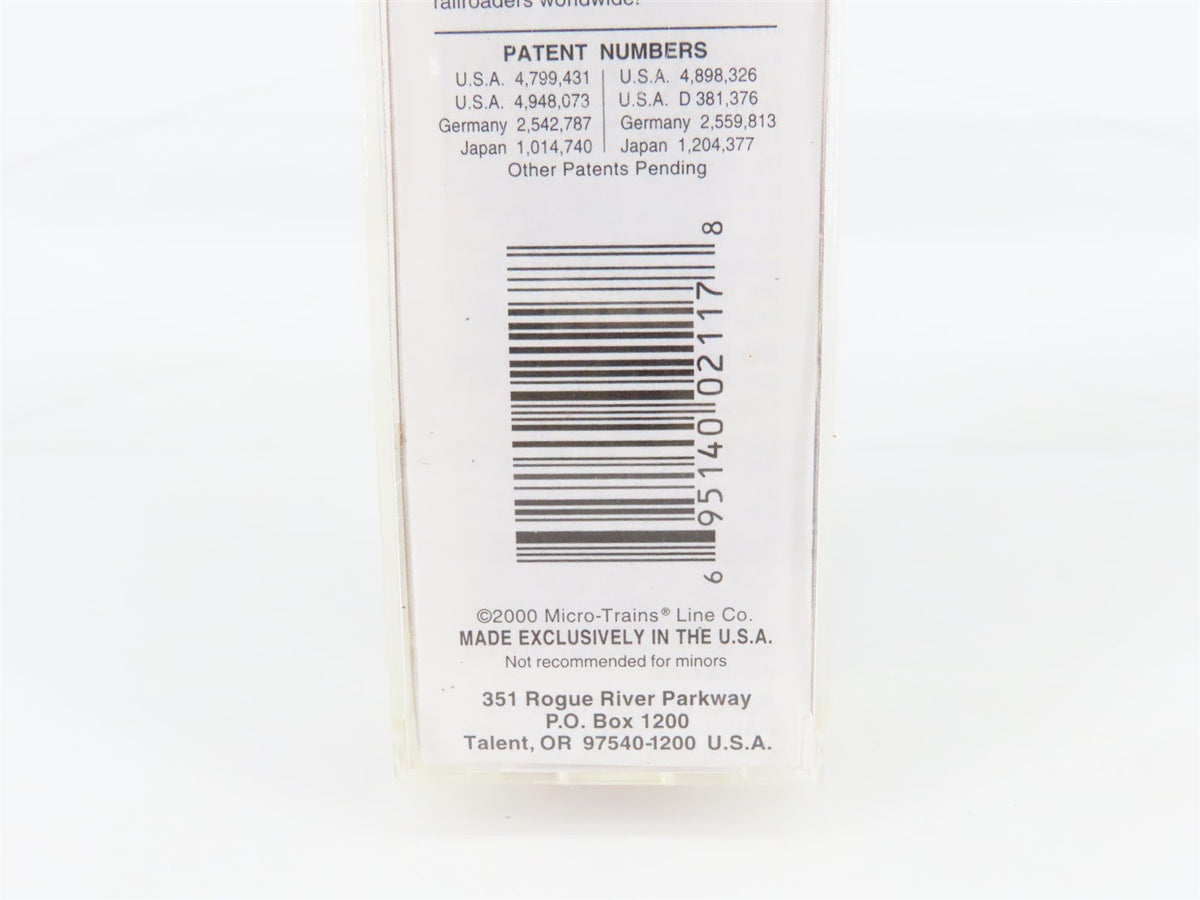 railroaders worldwide!
PATENT NUMBERS
U.S.A. 4,799,431 | U.S.A. 4,898,326
U.S.A. 4,948,073 | U.S.A. D 381,376
Germany 2,542,787 | Germany 2,559,813
Japan 1,014,740 | Japan 1,204,377
Other Patents Pending
6 95140 02117 8
©2000 Micro-Trains® Line Co.
MADE EXCLUSIVELY IN THE U.S.A.
Not recommended for minors
351 Rogue River Parkway
P.O. Box 1200
Talent, OR 97540-1200 U.S.A.